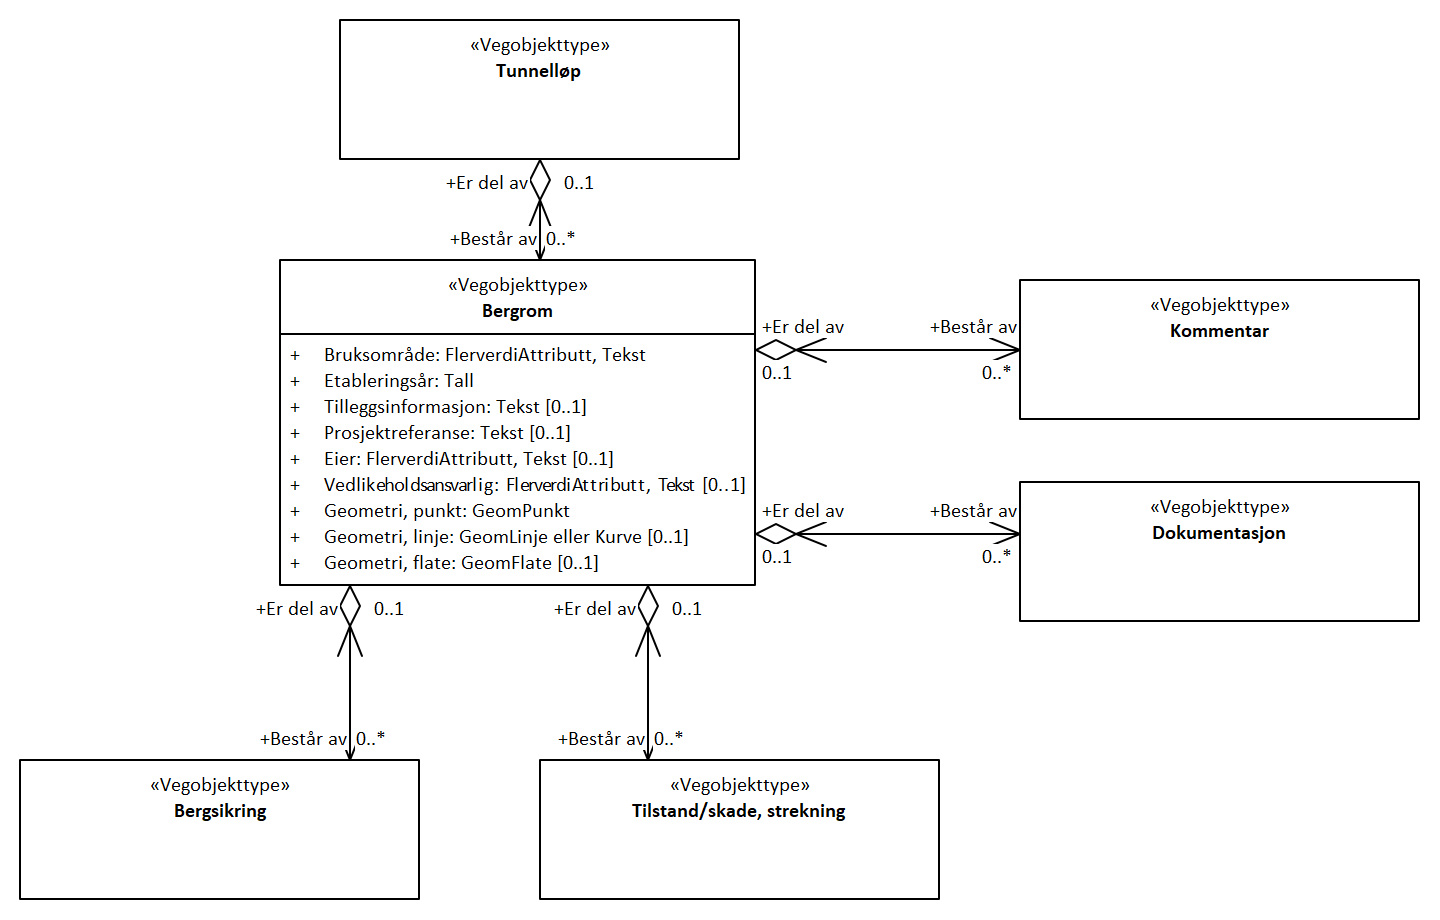 «Vegobjekttype»
Tunnelløp
+Er del av 0..1
+Består av 0..*
«Vegobjekttype»
Bergrom
+ Bruksområde: FlerverdiAttributt, Tekst
+ Etableringsår: Tall
+ Tilleggsinformasjon: Tekst [0..1]
+ Prosjektreferanse: Tekst [0..1]
+ Eier: FlerverdiAttributt, Tekst [0..1]
+ Vedlikeholdsansvarlig: FlerverdiAttributt, Tekst [0..1]
+ Geometri, punkt: GeomPunkt
+ Geometri, linje: GeomLinje eller Kurve [0..1]
+ Geometri, flate: GeomFlate [0..1]
+Er del av +Består av
0..1 0..*
«Vegobjekttype»
Kommentar
+Er del av +Består av
0..1 0..*
«Vegobjekttype»
Dokumentasjon
+Er del av 0..1
+Består av 0..*
«Vegobjekttype»
Bergsikring
+Er del av 0..1
+Består av 0..*
«Vegobjekttype»
Tilstand/skade, strekning